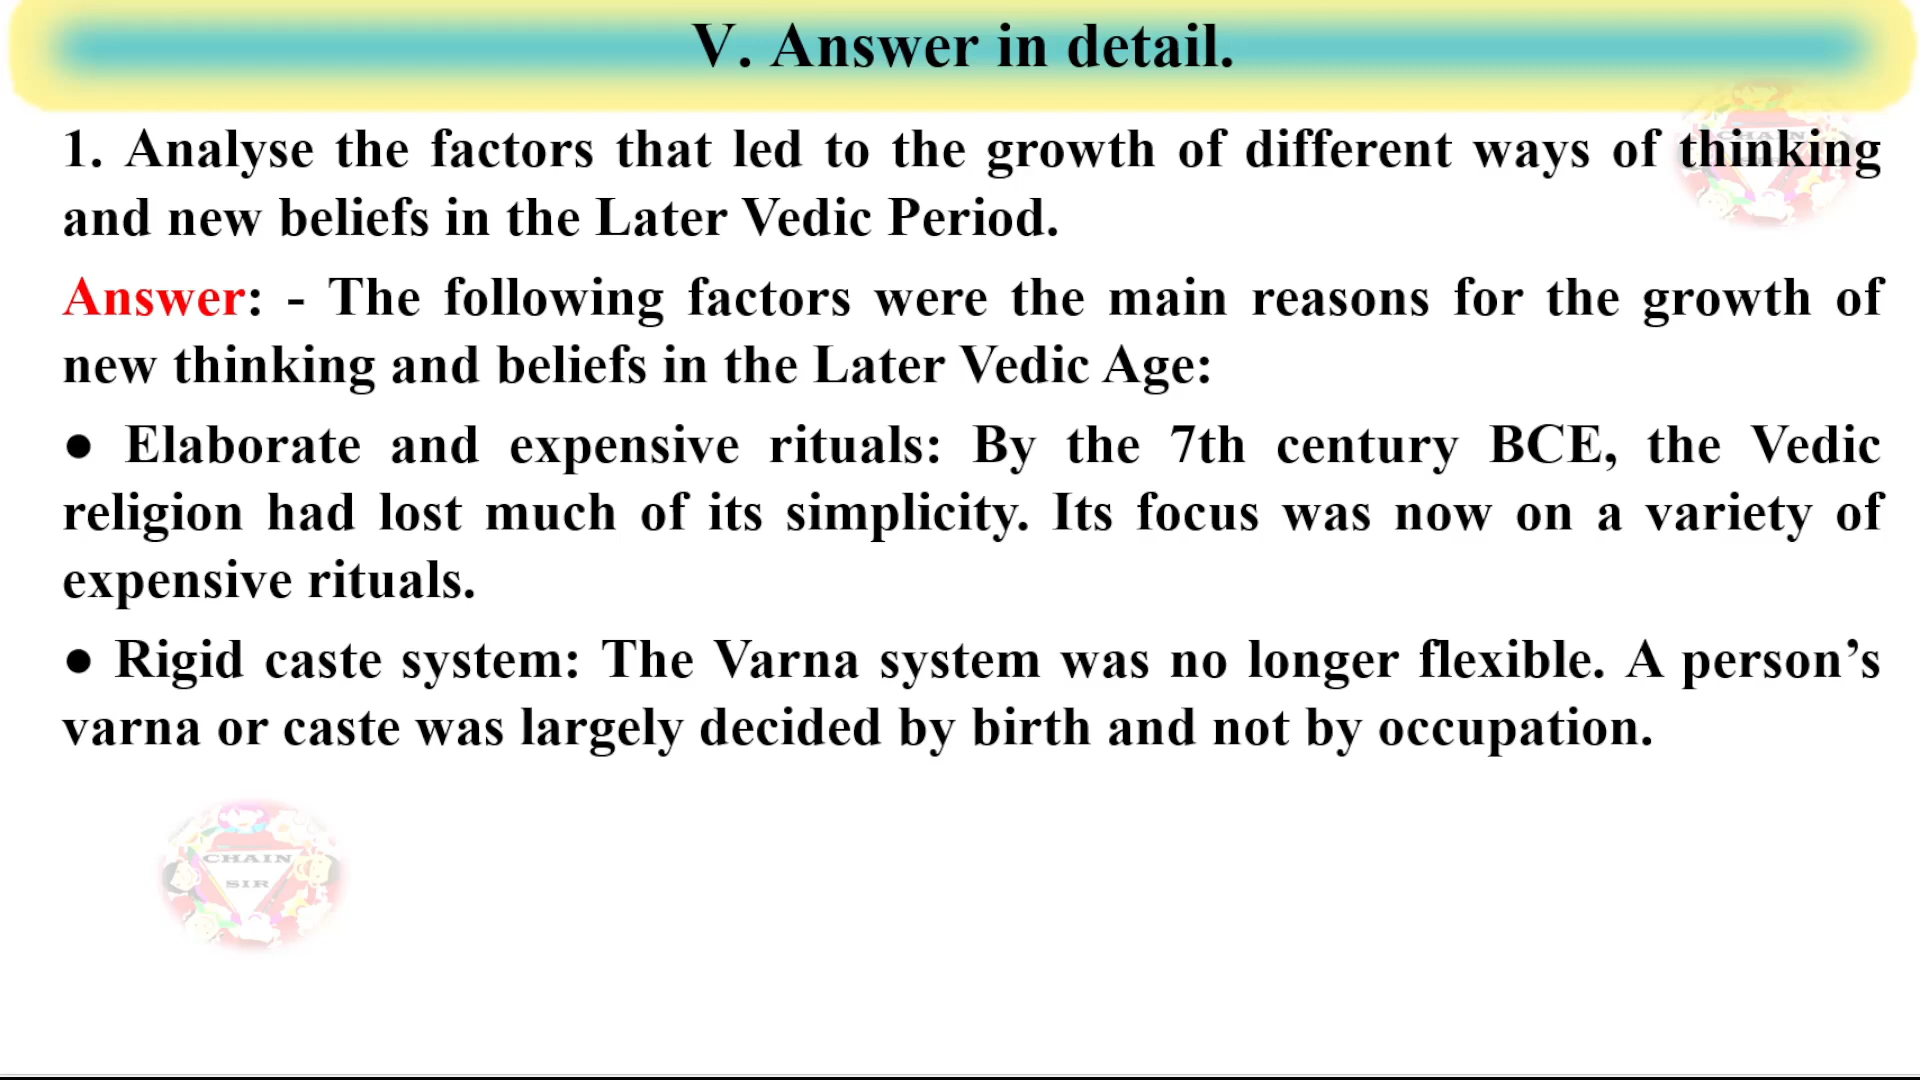 V. Answer in detail.
1. Analyse the factors that led to the growth of different ways of thinking
and new beliefs in the Later Vedic Period.
Answer: - The following factors were the main reasons for the growth of
new thinking and beliefs in the Later Vedic Age:
● Elaborate and expensive rituals: By the 7th century BCE, the Vedic
religion had lost much of its simplicity. Its focus was now on a variety of
expensive rituals.
● Rigid caste system: The Varna system was no longer flexible. A person’s
varna or caste was largely decided by birth and not by occupation.
CHAIN
SIR